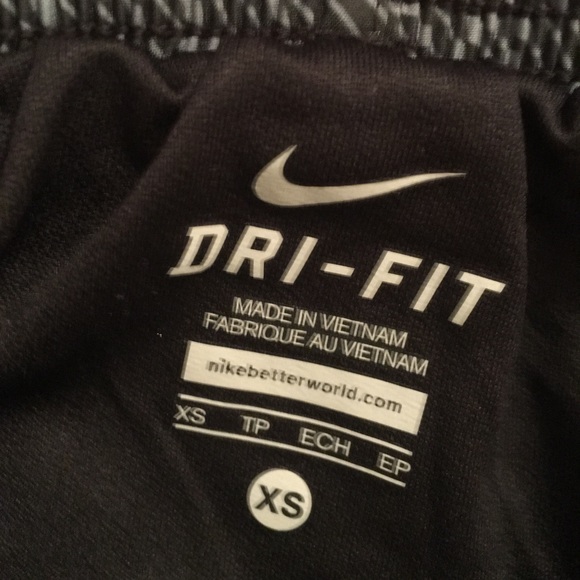 DRI-FIT
MADE IN VIETNAM
FABRIQUE AU VIETNAM
nikebetterworld.com
XS TP ECH EP
XS